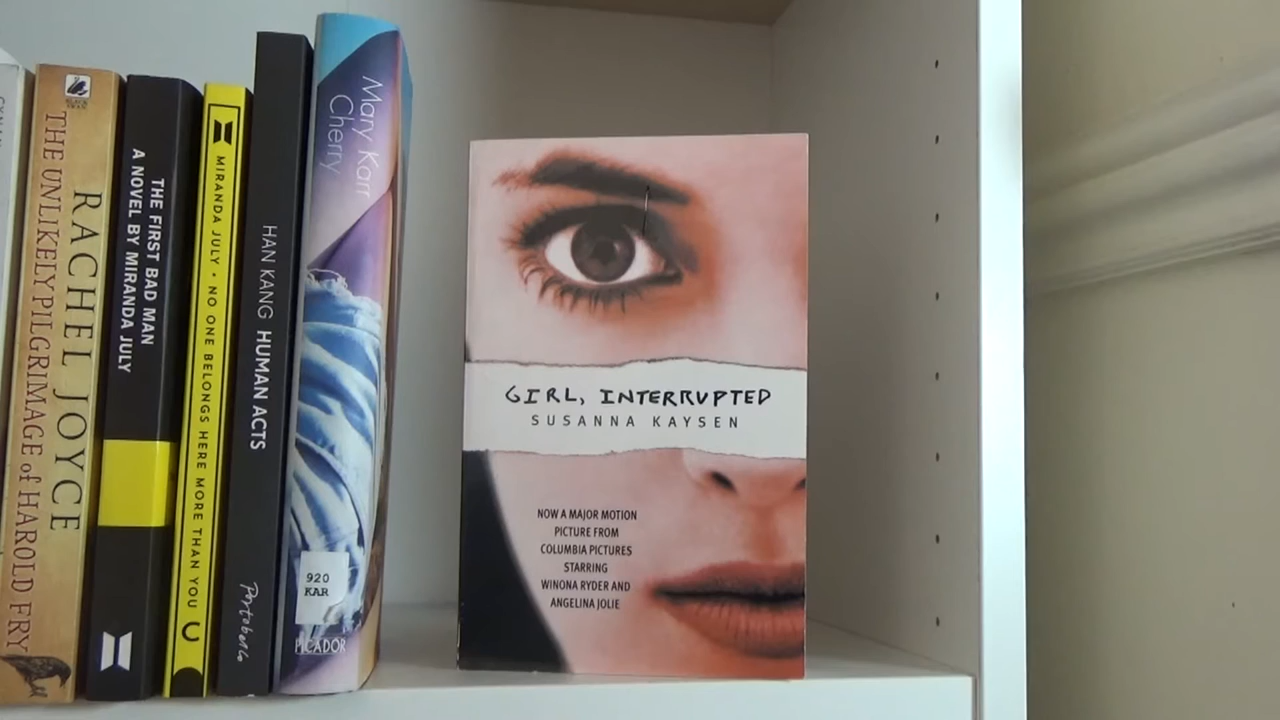 RACHEL JOYCE
THE UNLIKELY PILGRIMAGE of HAROLD FRY
THE FIRST BAD MAN
A NOVEL BY MIRANDA JULY
MIRANDA JULY • NO ONE BELONGS HERE MORE THAN YOU
HAN KANG HUMAN ACTS
Portobello
Mary Karr
Cherry
920
KAR
PICADOR
GIRL, INTERRUPTED
SUSANNA KAYSEN
NOW A MAJOR MOTION
PICTURE FROM
COLUMBIA PICTURES
STARRING
WINONA RYDER AND
ANGELINA JOLIE